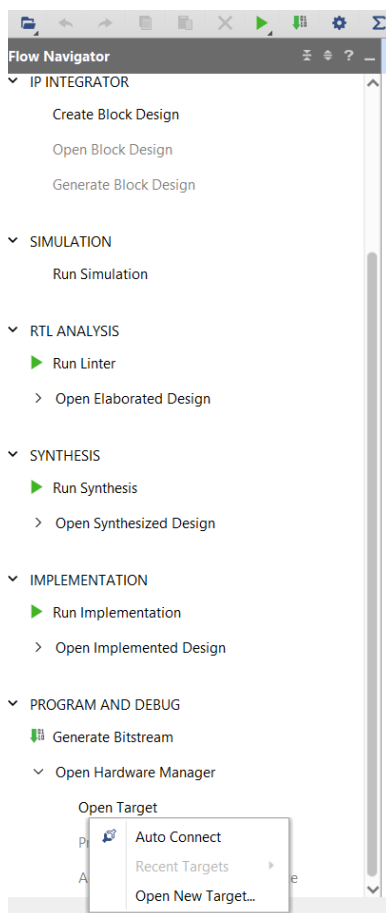 Flow Navigator
?
IP INTEGRATOR
Create Block Design
Open Block Design
Generate Block Design
SIMULATION
Run Simulation
RTL ANALYSIS
Run Linter
Open Elaborated Design
SYNTHESIS
Run Synthesis
Open Synthesized Design
IMPLEMENTATION
Run Implementation
Open Implemented Design
PROGRAM AND DEBUG
Generate Bitstream
Open Hardware Manager
Open Target
Auto Connect
Recent Targets
Open New Target...